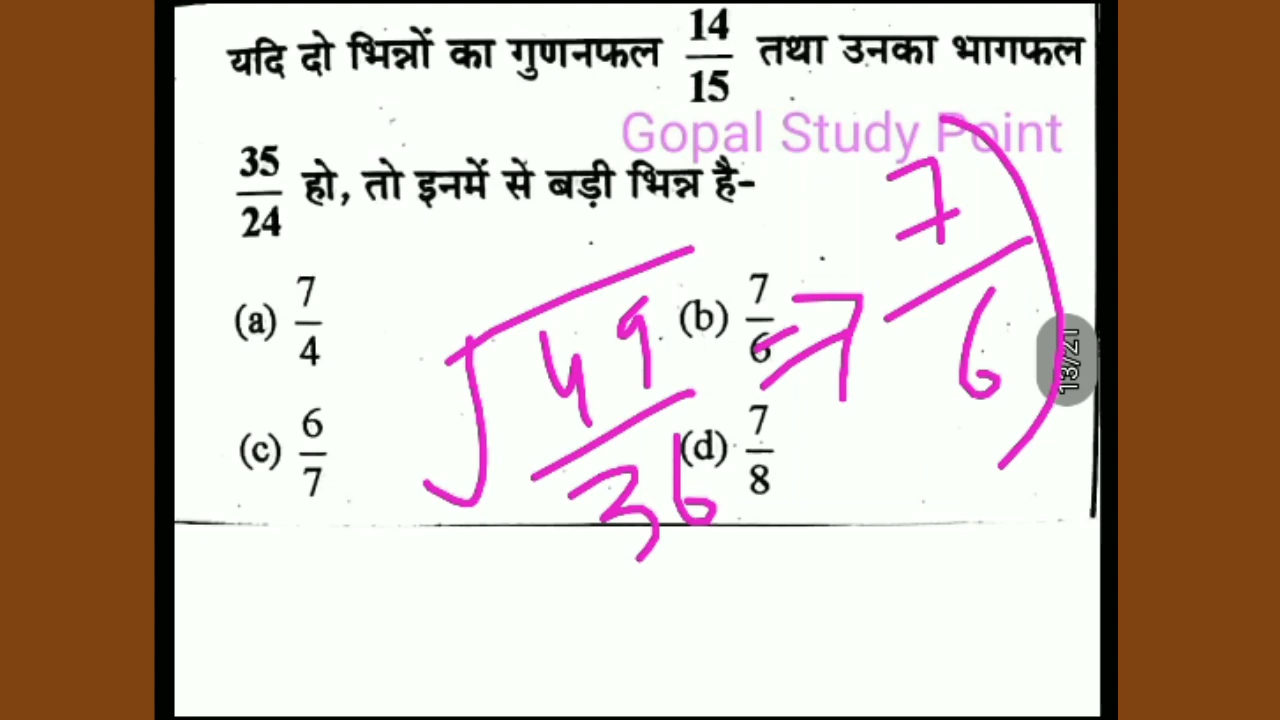 यदि दो भिन्नों का गुणनफल 14/15 तथा उनका भागफल
Gopal Study Point
35/24 हो, तो इनमें से बड़ी भिन्न है-
(a) 7/4 (b) 7/6
(c) 6/7 (d) 7/8
√49/36 = 7 7/6
13/21